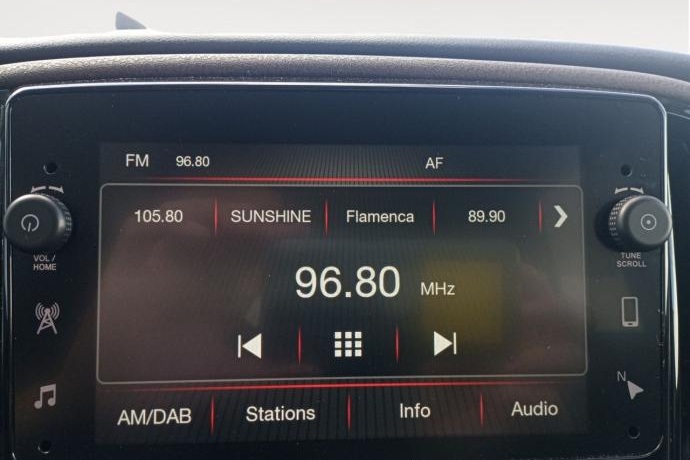 FM 96.80 AF
105.80 SUNSHINE Flamenca 89.90
96.80 MHz
VOL /
HOME
TUNE
SCROLL
N
AM/DAB Stations Info Audio